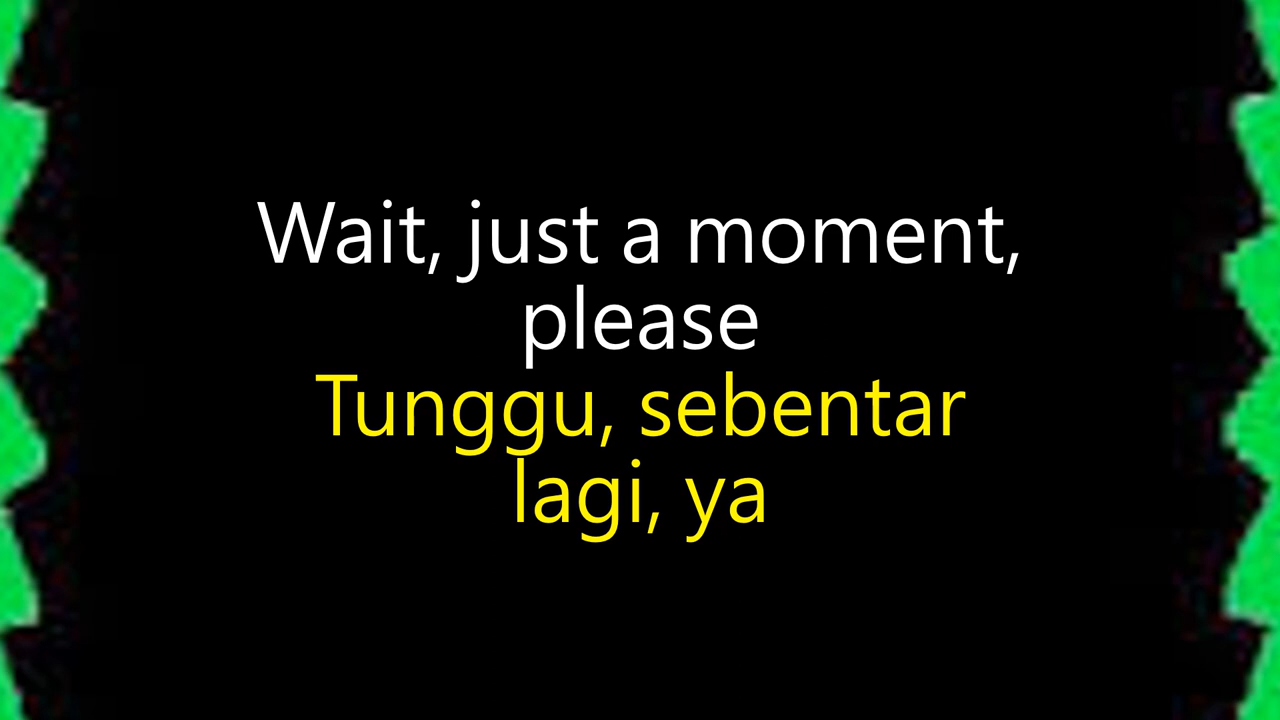 Wait, just a moment,
please
Tunggu, sebentar
lagi, ya